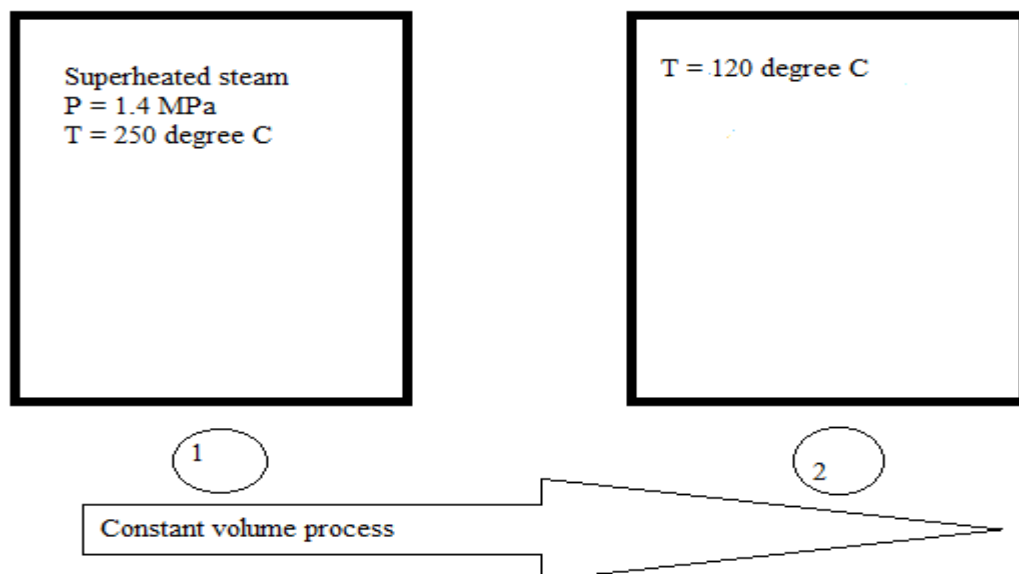 Superheated steam
P = 1.4 MPa
T = 250 degree C
T = 120 degree C
1
2
Constant volume process